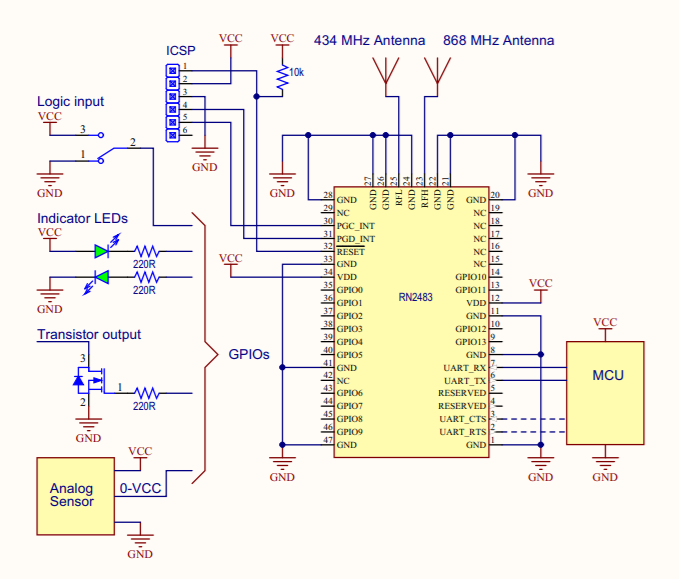 434 MHz Antenna 868 MHz Antenna
VCC VCC
ICSP
1
2
3
4
5
6
10k
GND
Logic input
VCC
3
2
1
GND
Indicator LEDs
VCC
220R
GND
220R
Transistor output
3
1
2
220R
GND
VCC
Analog
Sensor
0-VCC
GND
GPIOs
VCC
GND
GND
27 26 25 24 23 22 21
GND GND RFL GND RFH GND GND
28 GND
29 NC
30 PGC_INT
31 PGD_INT
32 RESET
33 GND
34 VDD
35 GPIO0
36 GPIO1
37 GPIO2
38 GPIO3
39 GPIO4
40 GPIO5
41 GND
42 NC
43 GPIO6
44 GPIO7
45 GPIO8
46 GPIO9
47 GND
RN2483
GND 20
NC 19
NC 18
NC 17
NC 16
NC 15
GPIO10 14
GPIO11 13
VDD 12
GND 11
GPIO12 10
GPIO13 9
GND 8
UART_RX 7
UART_TX 6
RESERVED 5
RESERVED 4
UART_CTS 3
UART_RTS 2
GND 1
GND
VCC
GND
VCC
MCU
GND